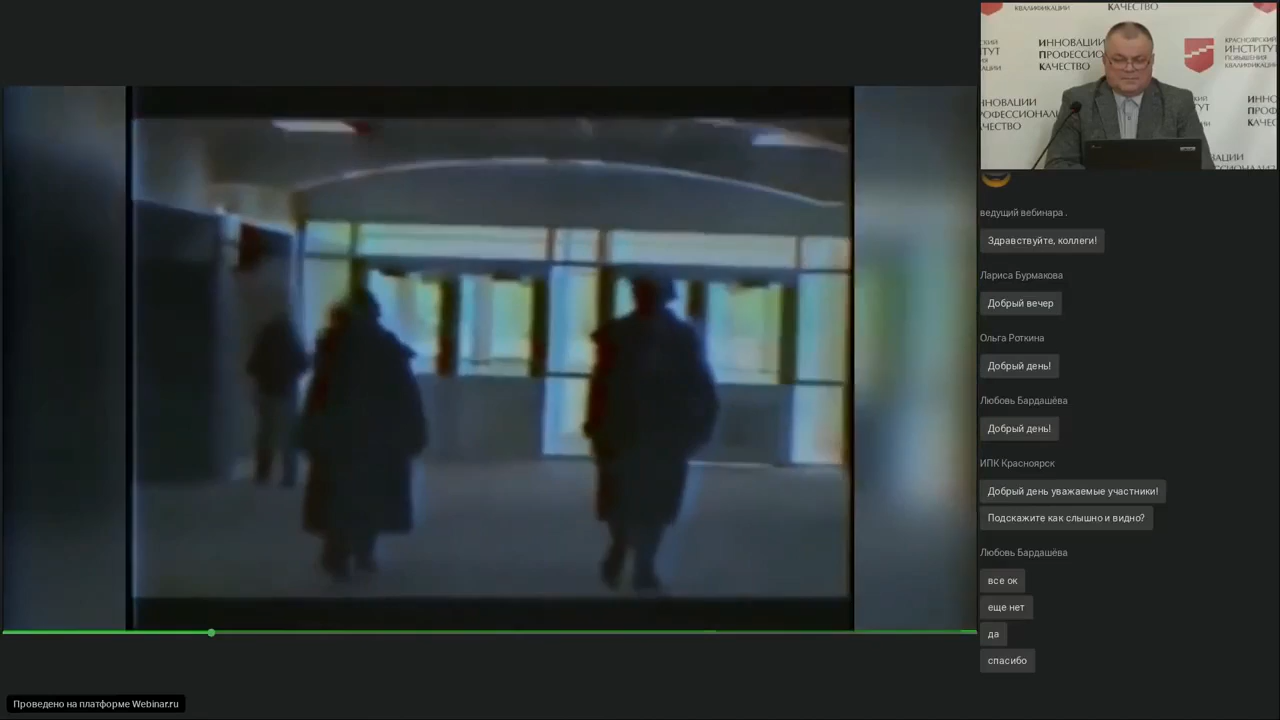 КВАЛИФИКАЦИИ
КАЧЕСТВО
ИННОВАЦИИ
КАЧЕСТВО
КРАСНОЯРСКИЙ
ИНСТИТУТ
ПОВЫШЕНИЯ
КВАЛИФИКАЦИИ
ведущий вебинара .
Здравствуйте, коллеги!
Лариса Бурмакова
Добрый вечер
Ольга Роткина
Добрый день!
Любовь Бардашёва
Добрый день!
ИПК Красноярск
Добрый день уважаемые участники!
Подскажите как слышно и видно?
Любовь Бардашёва
все ок
еще нет
да
спасибо
Проведено на платформе Webinar.ru